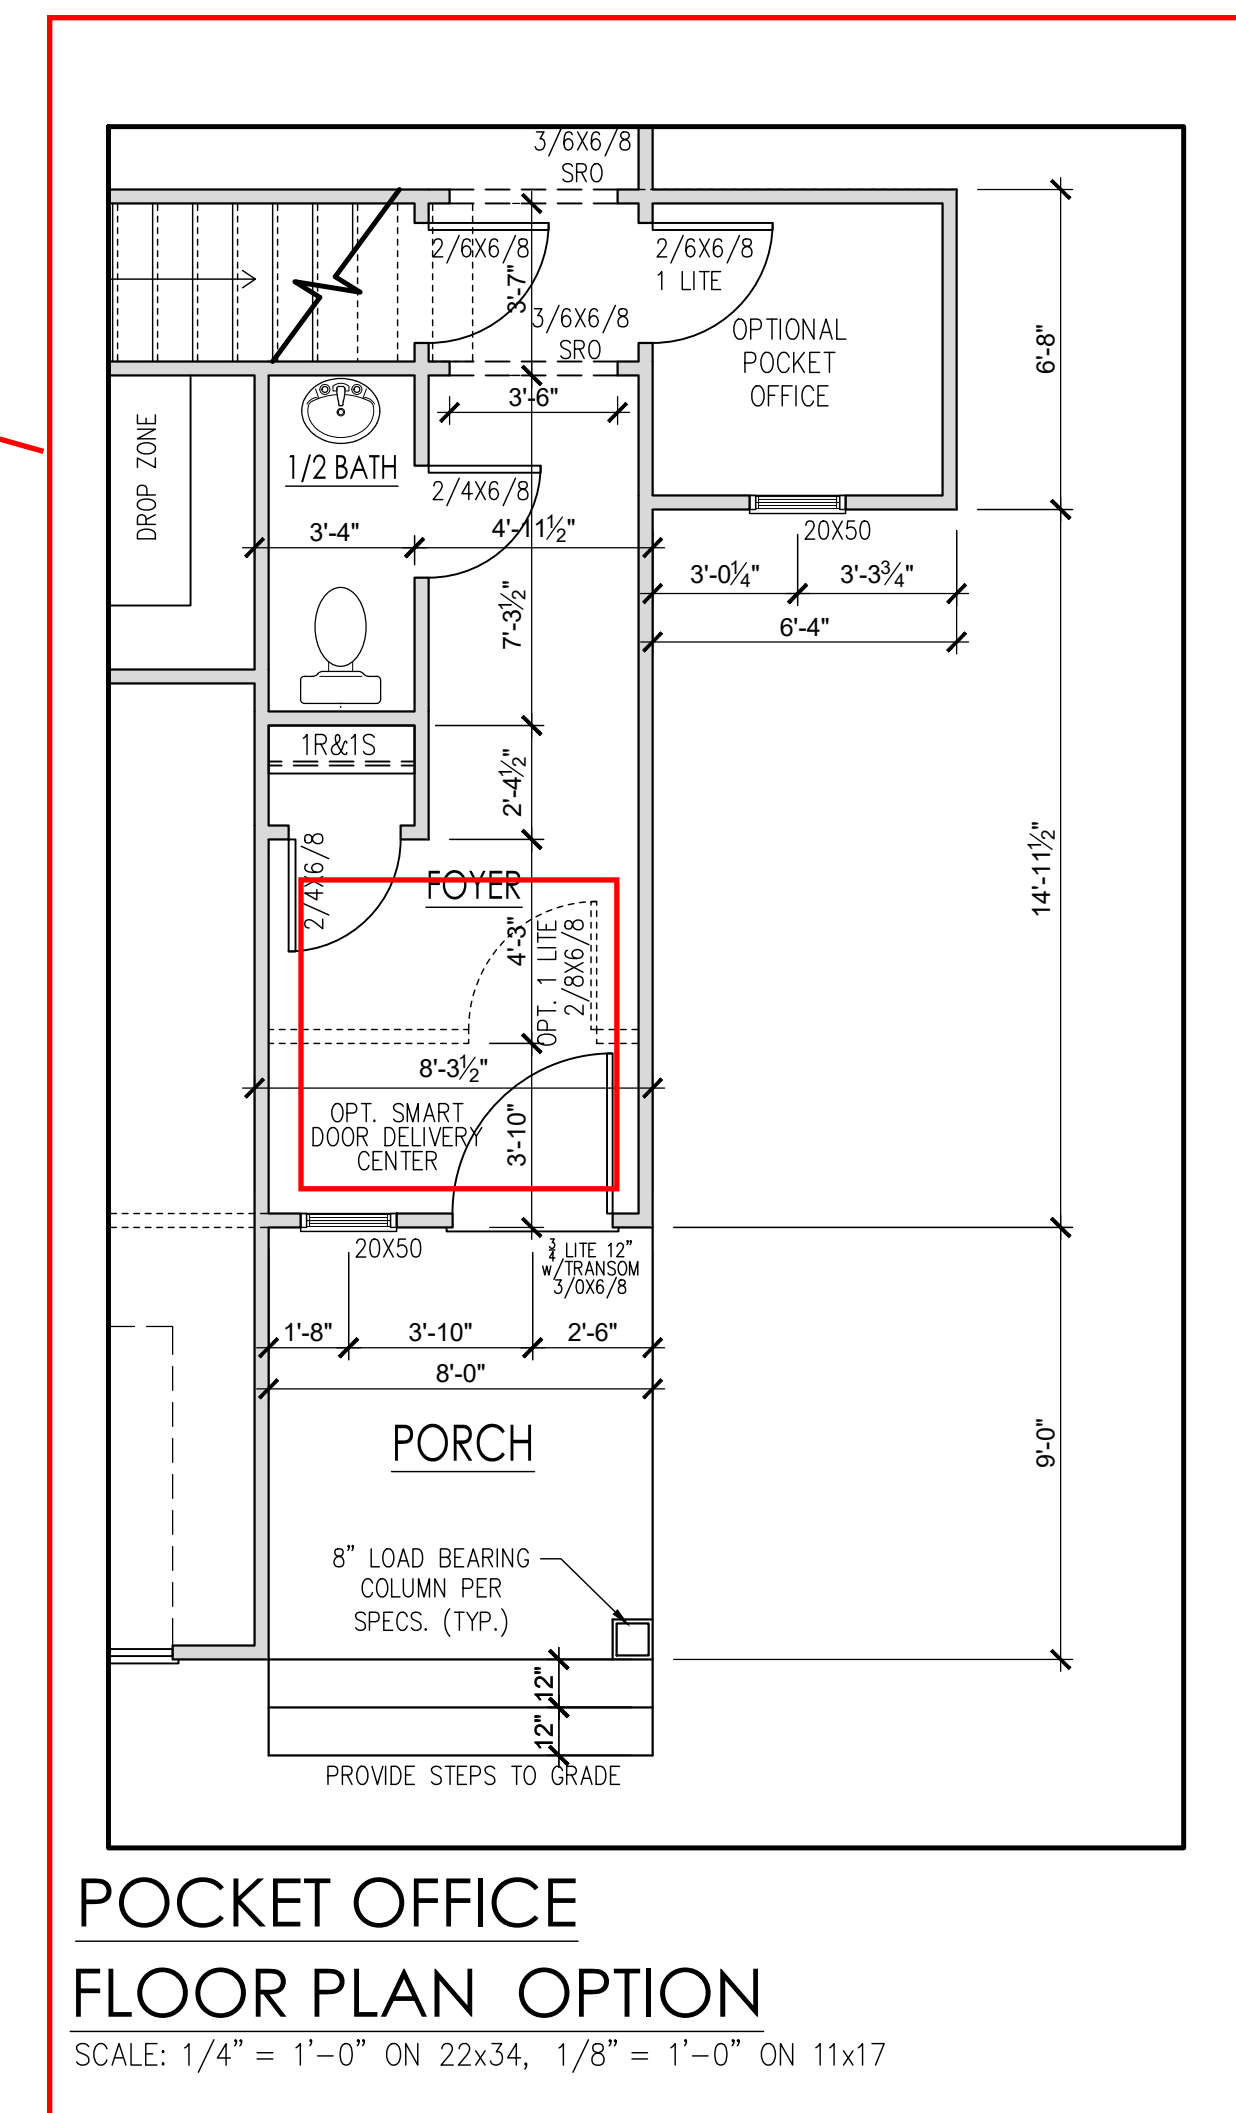 3/6X6/8
SRO
2/6X6/8
2/6X6/8
1 LITE
3'-7"
3/6X6/8
SRO
OPTIONAL
POCKET
OFFICE
6'-8"
3'-6"
DROP ZONE
1/2 BATH
2/4X6/8
3'-4"
4'-11½"
20X50
3'-0¼"
3'-3¾"
6'-4"
7'-3½"
1R&1S
2'-4½"
2/4X6/8
FOYER
14'-11½"
4'-3"
OPT. 1 LITE
2/8X6/8
8'-3½"
OPT. SMART
DOOR DELIVERY
CENTER
3'-10"
20X50
¾ LITE 12"
w/TRANSOM
3/0X6/8
1'-8"
3'-10"
2'-6"
8'-0"
PORCH
9'-0"
8" LOAD BEARING
COLUMN PER
SPECS. (TYP.)
12"
12"
PROVIDE STEPS TO GRADE
POCKET OFFICE
FLOOR PLAN OPTION
SCALE: 1/4" = 1'-0" ON 22x34, 1/8" = 1'-0" ON 11x17